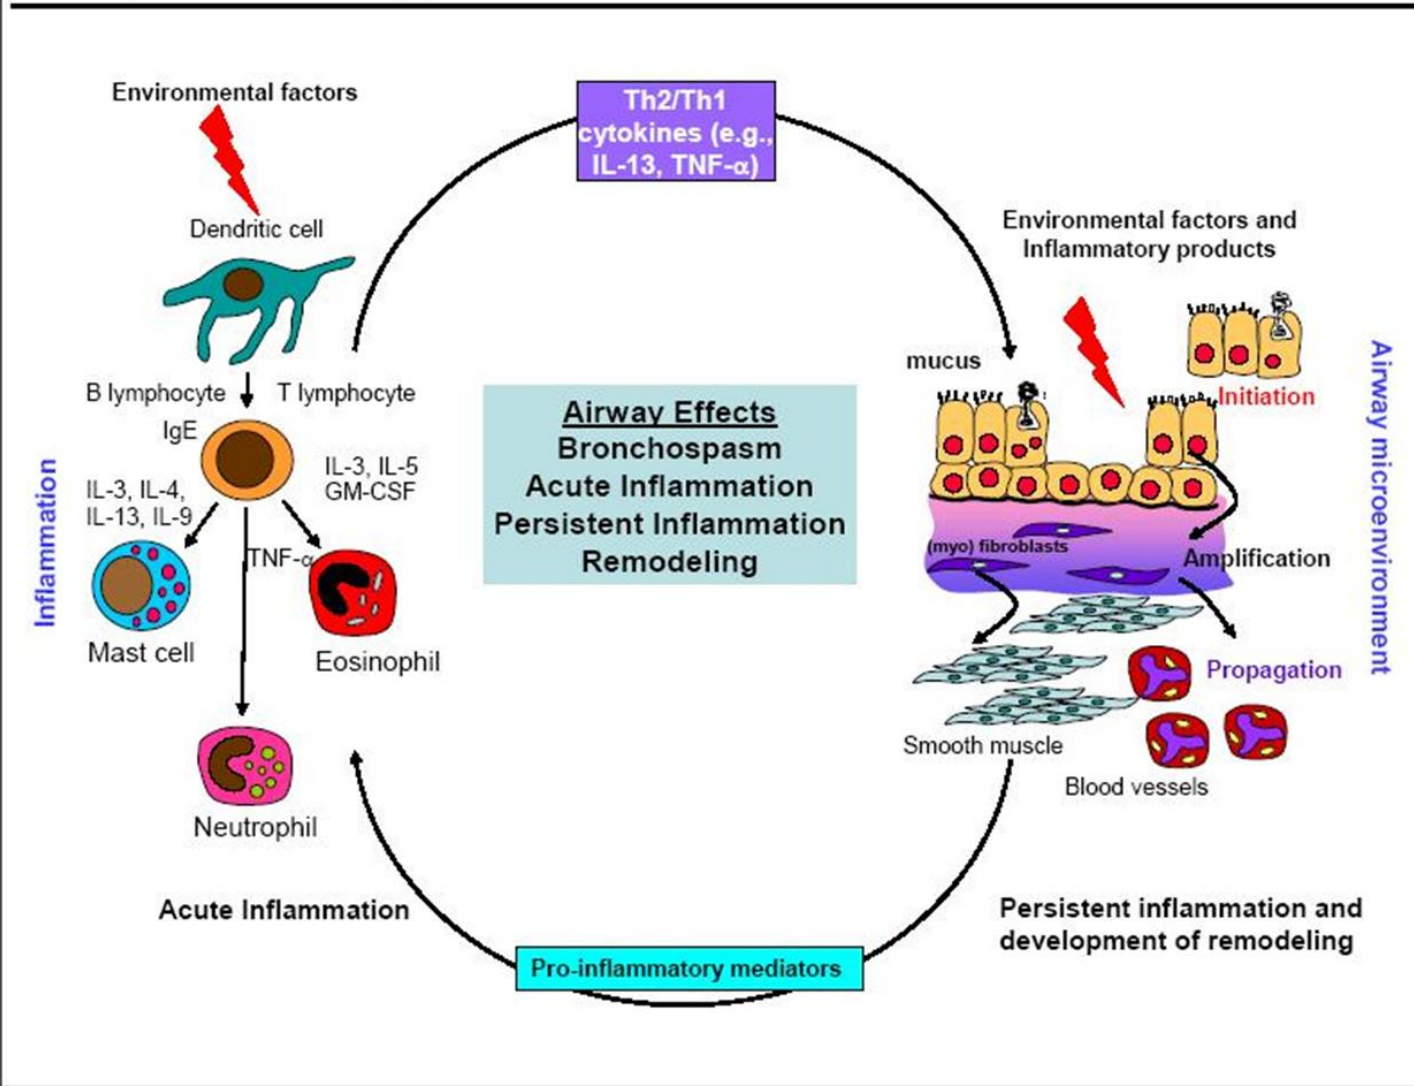 Environmental factors
Dendritic cell
B lymphocyte
T lymphocyte
IgE
IL-3, IL-5
GM-CSF
IL-3, IL-4,
IL-13, IL-9
TNF-α
Mast cell
Eosinophil
Neutrophil
Inflammation
Acute Inflammation
Th2/Th1
cytokines (e.g.,
IL-13, TNF-α)
Airway Effects
Bronchospasm
Acute Inflammation
Persistent Inflammation
Remodeling
Pro-inflammatory mediators
Environmental factors and
Inflammatory products
mucus
Initiation
(myo) fibroblasts
Amplification
Propagation
Smooth muscle
Blood vessels
Airway microenvironment
Persistent inflammation and
development of remodeling